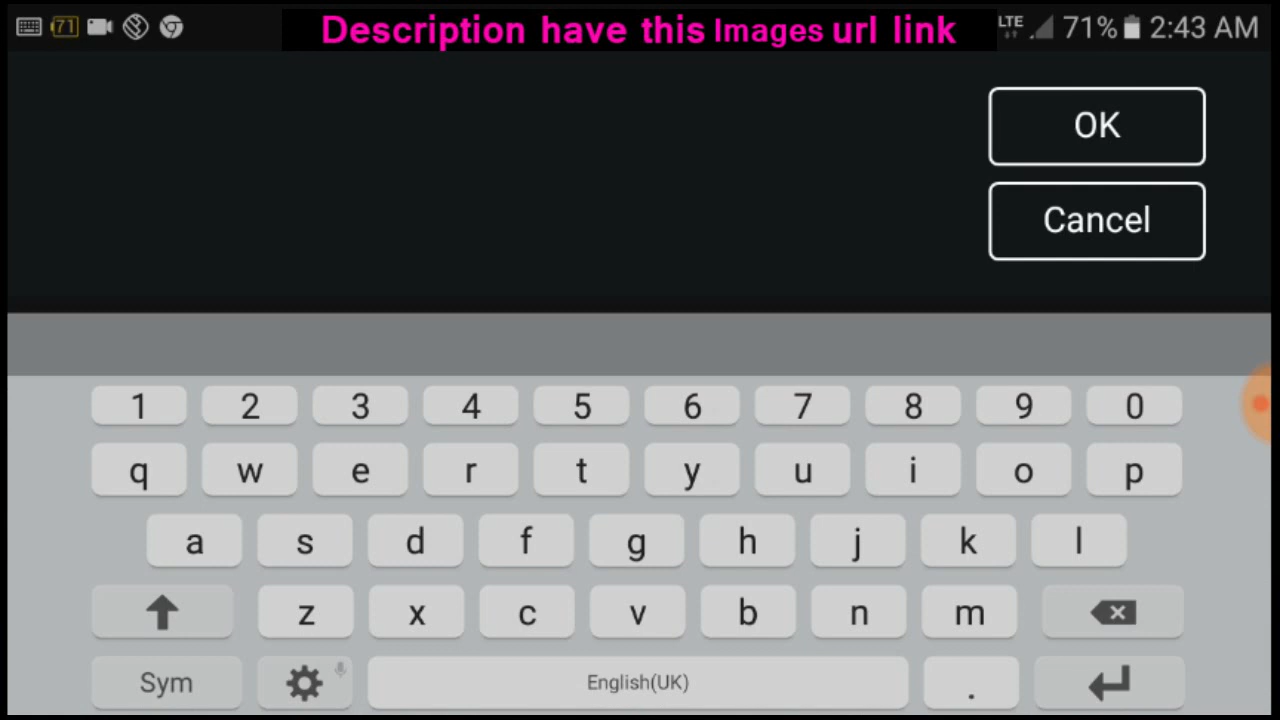 71 Description have this Images url link LTE 71% 2:43 AM
OK
Cancel
1 2 3 4 5 6 7 8 9 0
q w e r t y u i o p
a s d f g h j k l
z x c v b n m
Sym English(UK) .